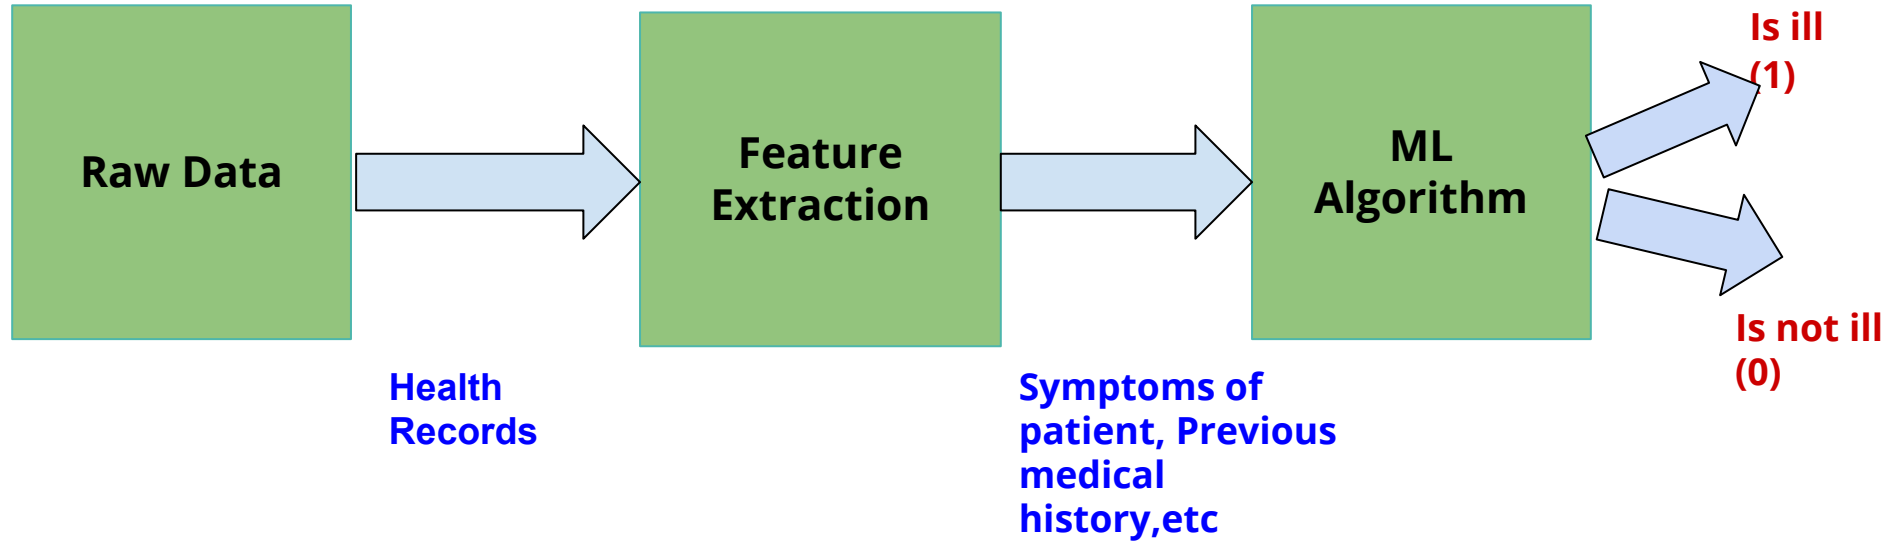 Raw Data
Feature
Extraction
ML
Algorithm
Is ill
(1)
Is not ill
(0)
Health
Records
Symptoms of
patient, Previous
medical
history,etc